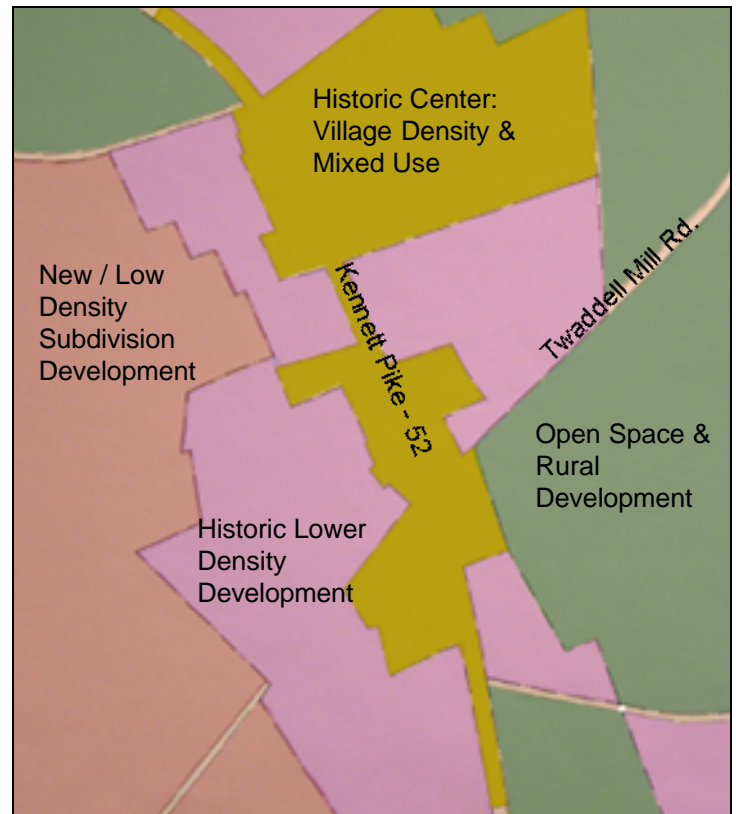 Historic Center:
Village Density &
Mixed Use
New / Low
Density
Subdivision
Development
Kennett Pike - 52
Twaddell Mill Rd.
Open Space &
Rural
Development
Historic Lower
Density
Development